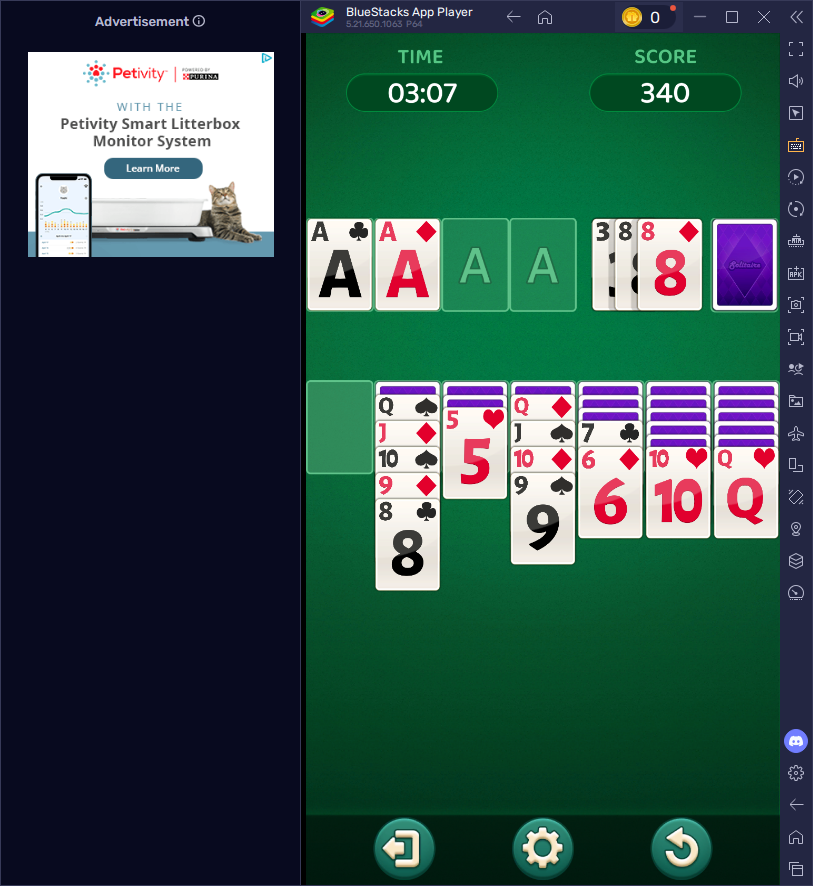 Advertisement
BlueStacks App Player
5.21.650.1063 P64
0
Petivity
POWERED BY
PURINA
WITH THE
Petivity Smart Litterbox
Monitor System
Learn More
TIME
SCORE
03:07
340
A A A A 3 8 8
A A 8
Solitaire
Q 5 Q
J J 7
10 5 10 6 10 Q
9 9 6 10 Q
8 9
8
APK